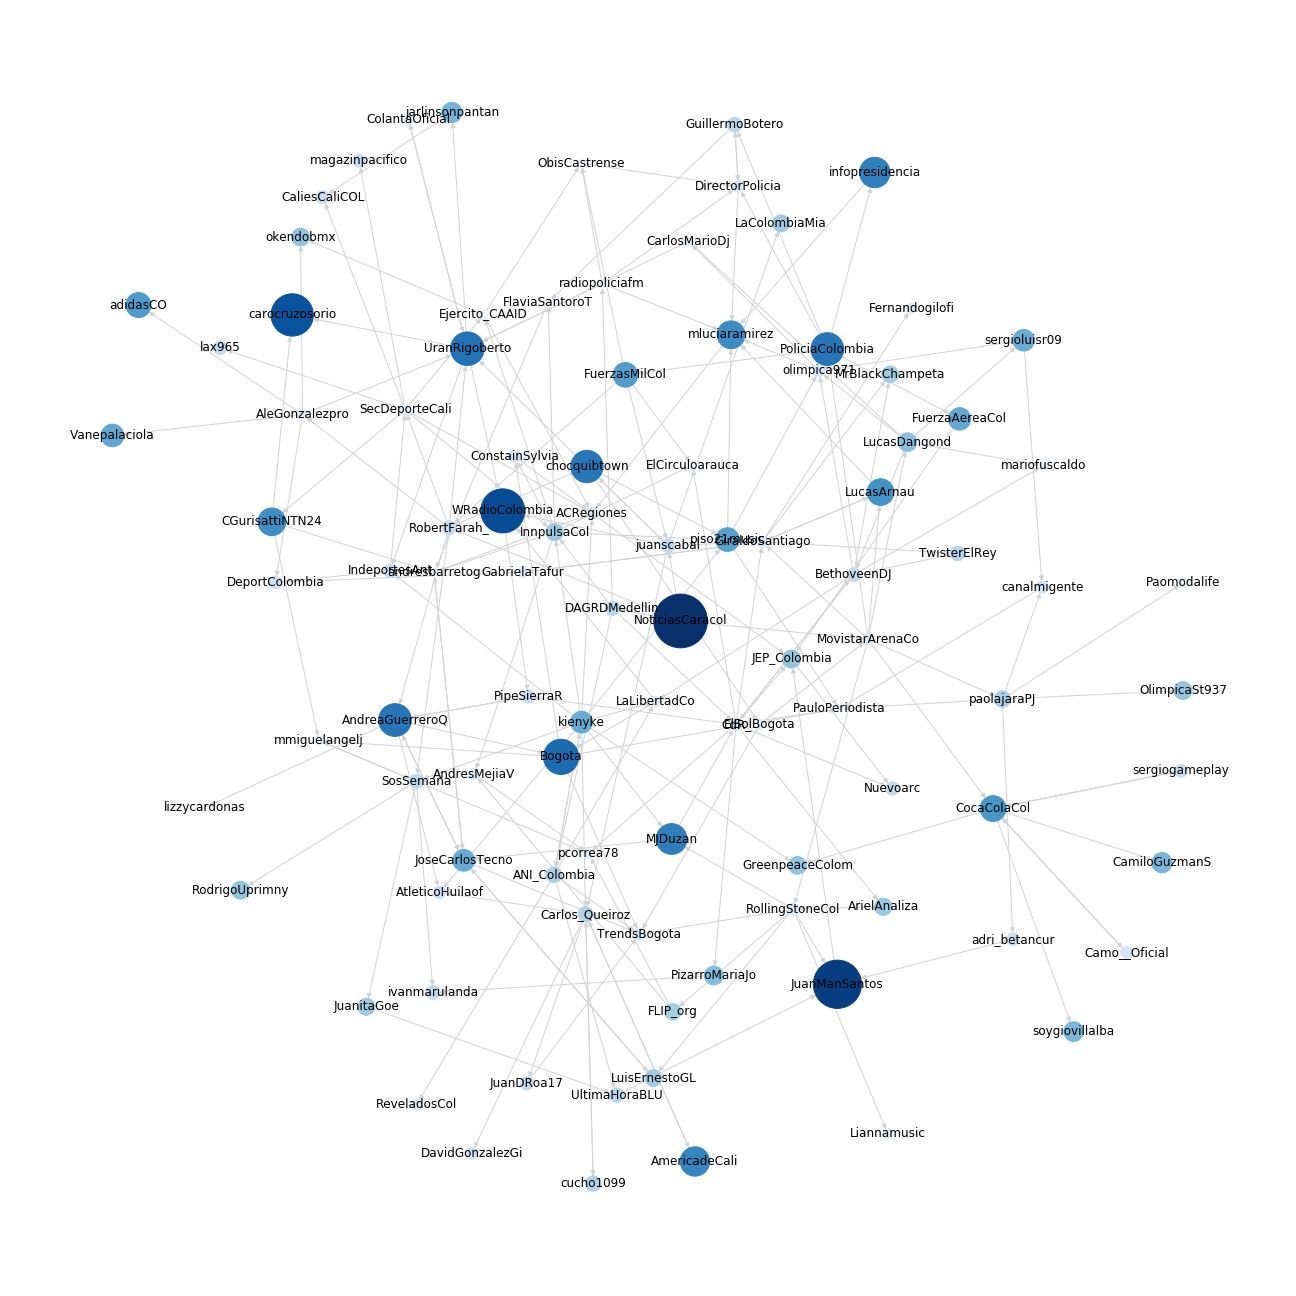 jarlinsonpantan
ColantaOficial
GuillermoBotero
magazinpacifico
ObisCastrense
infopresidencia
DirectorPolicia
CaliesCaliCOL
LaColombiaMia
okendobmx
CarlosMarioDj
radiopoliciafm
adidasCO
FlaviaSantoroT
Fernandogilofi
carocruzosorio
Ejercito_CAAID
mluciaramirez
sergioluisr09
lax965
UranRigoberto
PoliciaColombia
olimpica971
MrBlackChampeta
FuerzasMilCol
AleGonzalezpro
SecDeporteCali
FuerzaAereaCol
Vanepalaciola
LucasDangond
ConstainSylvia
chocquibtown
ElCirculoarauca
mariofuscaldo
LucasArnau
WRadioColombia
ACRegiones
CGurisattiNTN24
RobertFarah_
InnpulsaCol
juanscabal
piso21music
GiraldoSantiago
TwisterElRey
IndeportesAnt
andresbarretog
GabrielaTafur
BethoveenDJ
DeportColombia
canalmigente
Paomodalife
DAGRDMedellin
NoticiasCaracol
MovistarArenaCo
JEP_Colombia
OlimpicaSt937
PipeSierraR
LaLibertadCo
paolajaraPJ
PauloPeriodista
AndreaGuerreroQ
kienyke
ElSolBogota
mmiguelangelj
Bogota
AndresMejiaV
sergiogameplay
SosSemana
Nuevoarc
lizzycardonas
CocaColaCol
MJDuzan
pcorrea78
JoseCarlosTecno
GreenpeaceColom
CamiloGuzmanS
ANI_Colombia
RodrigoUprimny
AtleticoHuilaof
Carlos_Queiroz
RollingStoneCol
ArielAnaliza
TrendsBogota
adri_betancur
Camo__Oficial
PizarroMariaJo
JuanManSantos
ivanmarulanda
JuanitaGoe
FLIP_org
soygiovillalba
LuisErnestoGL
JuanDRoa17
UltimaHoraBLU
ReveladosCol
Liannamusic
DavidGonzalezGi
AmericadeCali
cucho1099